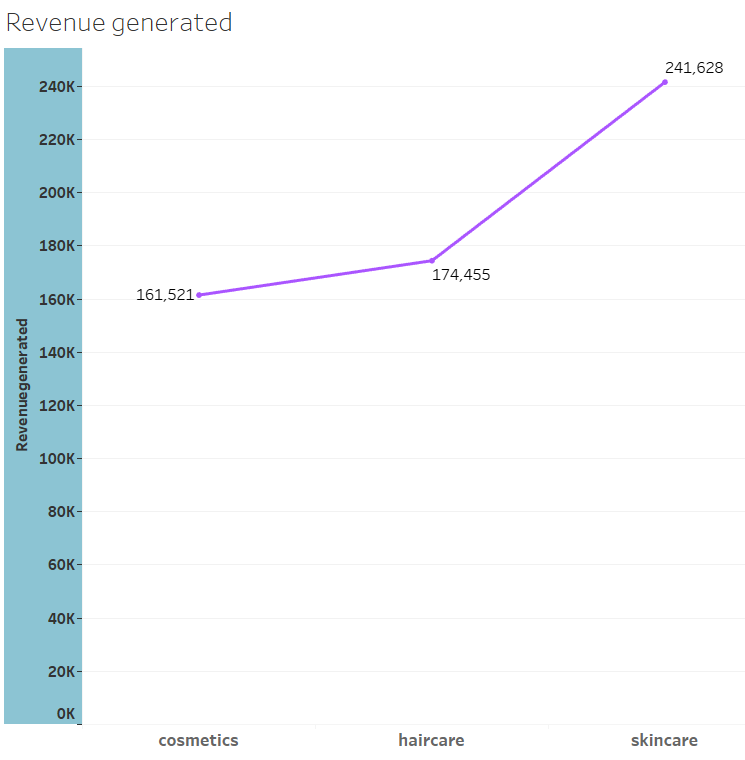 Revenue generated
241,628
240K
220K
200K
180K
174,455
161,521
160K
140K
120K
100K
80K
60K
40K
20K
0K
Revenuegenerated
cosmetics
haircare
skincare